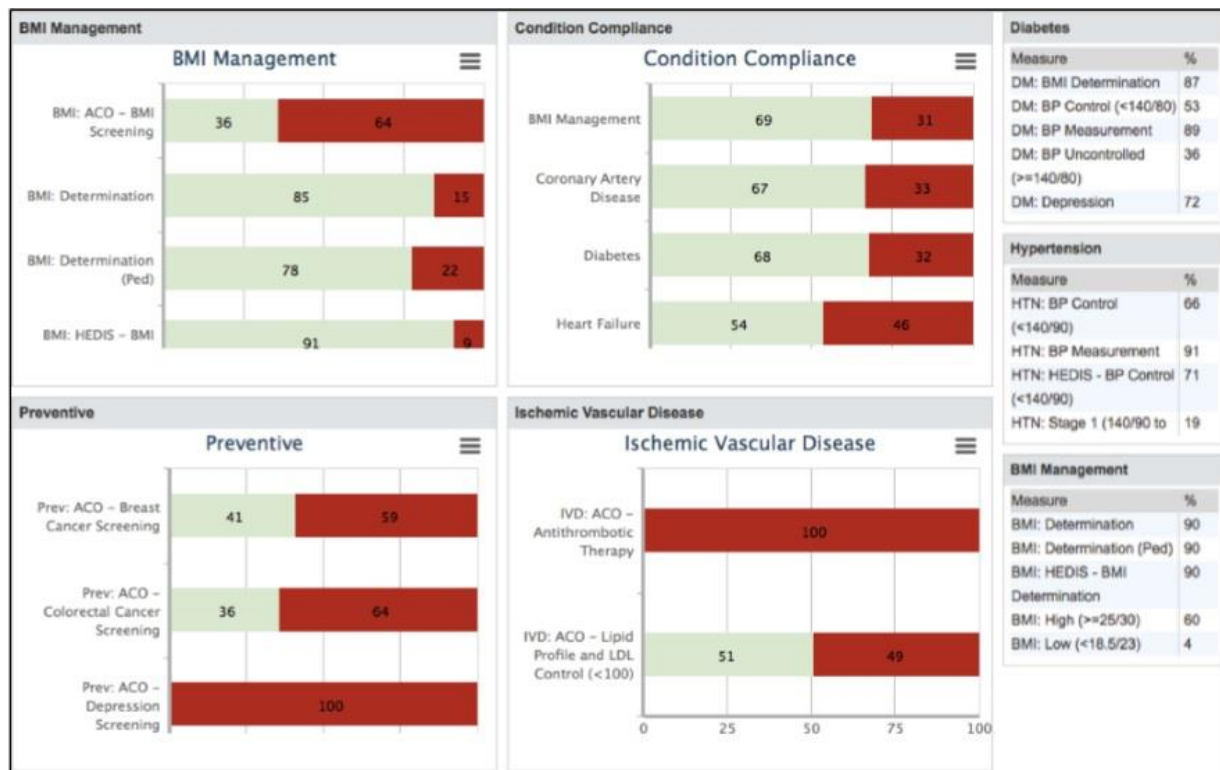 BMI Management
BMI Management
BMI: ACO – BMI
Screening
36
64
BMI: Determination
85
15
BMI: Determination
(Ped)
78
22
BMI: HEDIS – BMI
91
9
Condition Compliance
Condition Compliance
BMI Management
69
31
Coronary Artery
Disease
67
33
Diabetes
68
32
Heart Failure
54
46
Diabetes
Measure %
DM: BMI Determination 87
DM: BP Control (<140/80) 53
DM: BP Measurement 89
DM: BP Uncontrolled 36
(>=140/80)
DM: Depression 72
Hypertension
Measure %
HTN: BP Control 66
(<140/90)
HTN: BP Measurement 91
HTN: HEDIS - BP Control 71
(<140/90)
HTN: Stage 1 (140/90 to 19
BMI Management
Measure %
BMI: Determination 90
BMI: Determination (Ped) 90
BMI: HEDIS - BMI 90
Determination
BMI: High (>=25/30) 60
BMI: Low (<18.5/23) 4
Preventive
Preventive
Prev: ACO – Breast
Cancer Screening
41
59
Prev: ACO –
Colorectal Cancer
Screening
36
64
Prev: ACO –
Depression
Screening
100
Ischemic Vascular Disease
Ischemic Vascular Disease
IVD: ACO –
Antithrombotic
Therapy
100
IVD: ACO – Lipid
Profile and LDL
Control (<100)
51
49
0 25 50 75 100